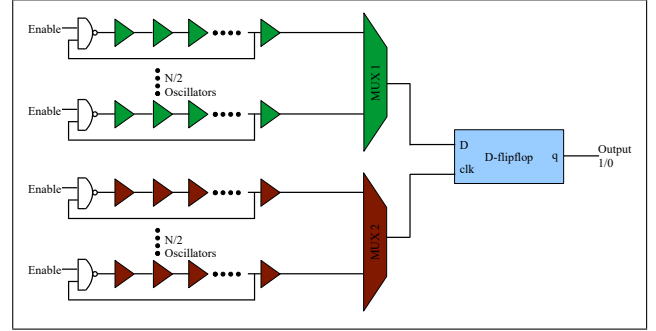 Enable
N/2
Oscillators
Enable
MUX 1
D
D-flipflop
q
clk
Output
1/0
Enable
N/2
Oscillators
Enable
MUX 2